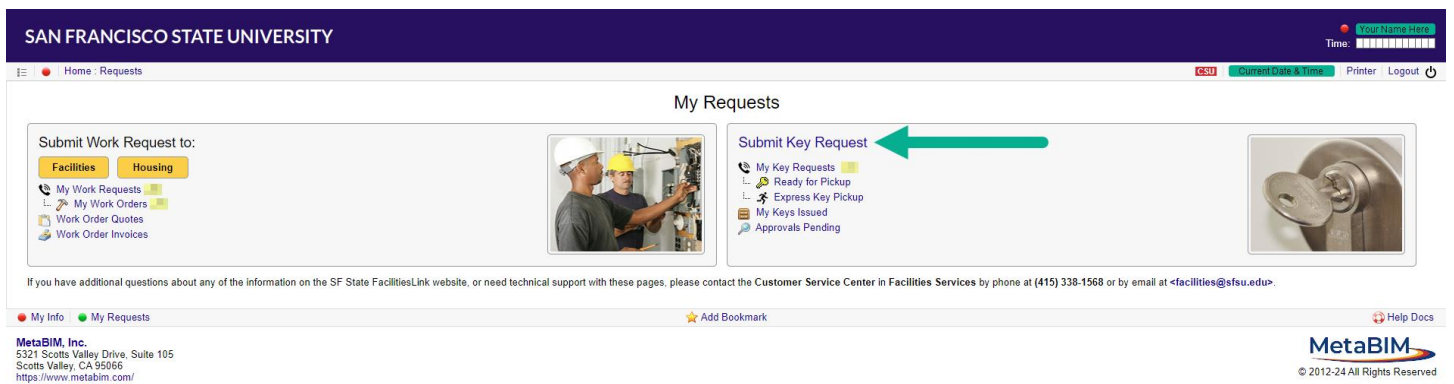 SAN FRANCISCO STATE UNIVERSITY
Your Name Here
Time:
Home : Requests
CSU Current Date & Time Printer Logout
My Requests
Submit Work Request to:
Facilities Housing
My Work Requests
My Work Orders
Work Order Quotes
Work Order Invoices
Submit Key Request
My Key Requests
Ready for Pickup
Express Key Pickup
My Keys Issued
Approvals Pending
If you have additional questions about any of the information on the SF State FacilitiesLink website, or need technical support with these pages, please contact the Customer Service Center in Facilities Services by phone at (415) 338-1568 or by email at <facilities@sfsu.edu>.
My Info My Requests Add Bookmark Help Docs
MetaBIM, Inc.
5321 Scotts Valley Drive, Suite 105
Scotts Valley, CA 95066
https://www.metabim.com/
MetaBIM
© 2012-24 All Rights Reserved